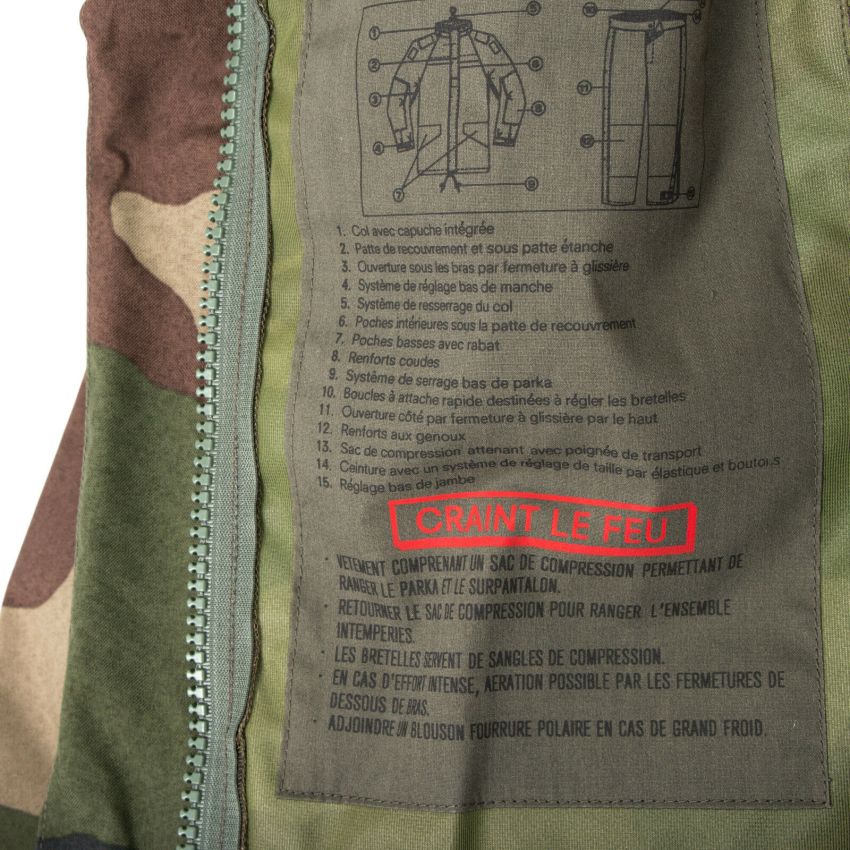 1. Col avec capuche intégrée
2. Patte de recouvrement et sous patte étanche
3. Ouverture sous les bras par fermeture à glissière
4. Système de réglage bas de manche
5. Système de resserrage du col
6. Poches intérieures sous la patte de recouvrement
7. Poches basses avec rabat
8. Renforts coudes
9. Système de serrage bas de parka
10. Boucles à attache rapide destinées à régler les bretelles
11. Ouverture côté par fermeture à glissière par le haut
12. Renforts aux genoux
13. Sac de compression attenant avec poignée de transport
14. Ceinture avec un système de réglage de taille par élastique et boutons
15. Réglage bas de jambe
CRAINT LE FEU
· VETEMENT COMPRENANT UN SAC DE COMPRESSION PERMETTANT DE
RANGER LE PARKA ET LE SURPANTALON.
· RETOURNER LE SAC DE COMPRESSION POUR RANGER L'ENSEMBLE
INTEMPERIES.
· LES BRETELLES SERVENT DE SANGLES DE COMPRESSION.
· EN CAS D'EFFORT INTENSE, AERATION POSSIBLE PAR LES FERMETURES DE
DESSOUS DE BRAS.
· ADJOINDRE UN BLOUSON FOURRURE POLAIRE EN CAS DE GRAND FROID.